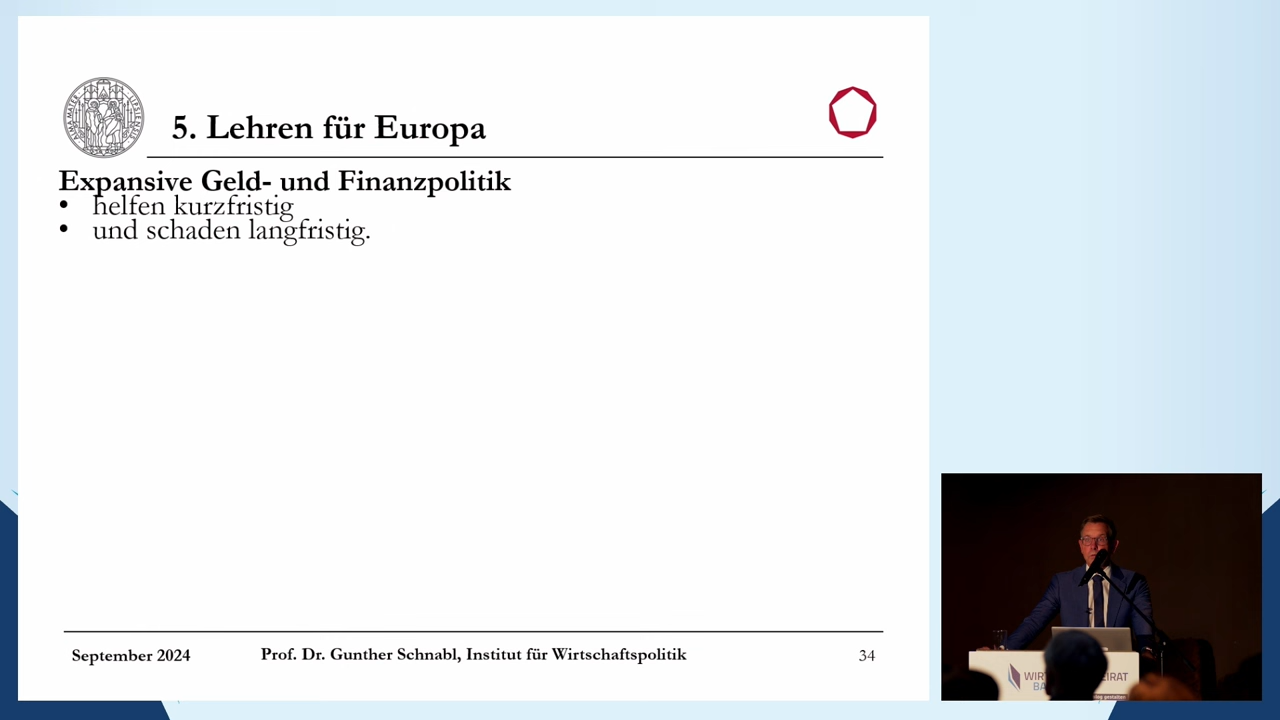 5. Lehren für Europa
Expansive Geld- und Finanzpolitik
• helfen kurzfristig
• und schaden langfristig.
September 2024
Prof. Dr. Gunther Schnabl, Institut für Wirtschaftspolitik
34